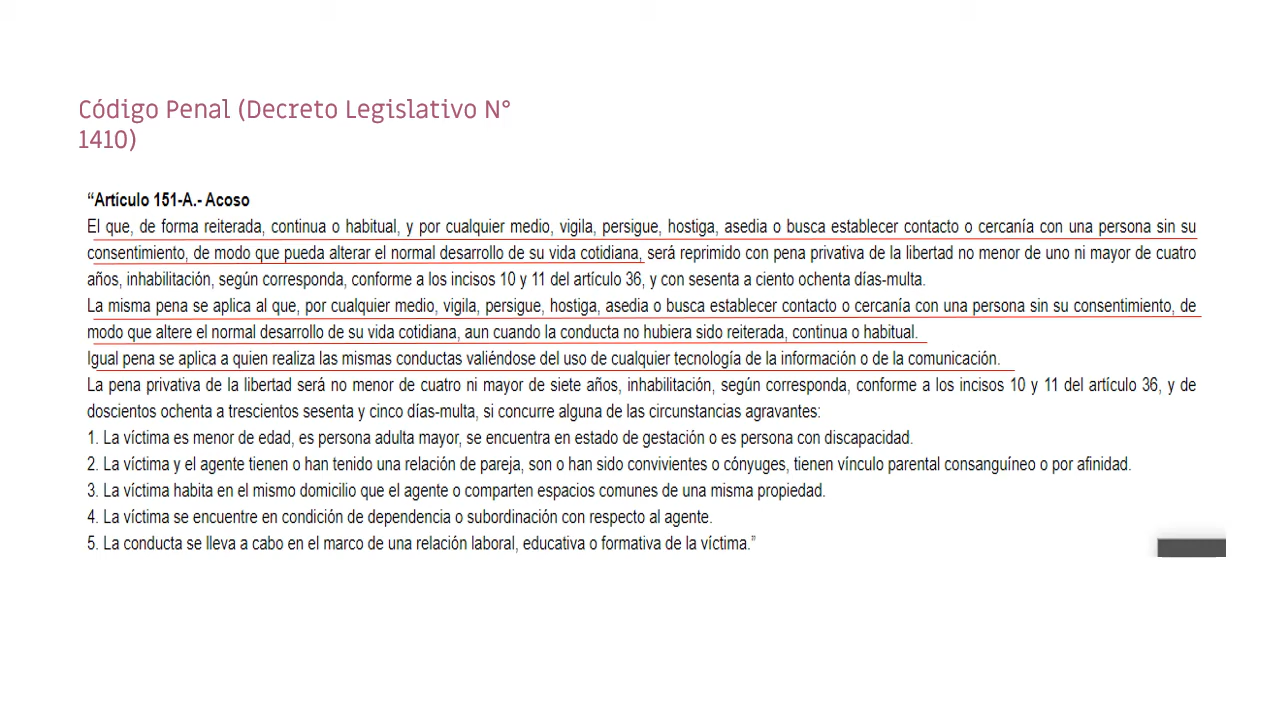 Código Penal (Decreto Legislativo N°
1410)
“Artículo 151-A.- Acoso
El que, de forma reiterada, continua o habitual, y por cualquier medio, vigila, persigue, hostiga, asedia o busca establecer contacto o cercanía con una persona sin su
consentimiento, de modo que pueda alterar el normal desarrollo de su vida cotidiana, será reprimido con pena privativa de la libertad no menor de uno ni mayor de cuatro
años, inhabilitación, según corresponda, conforme a los incisos 10 y 11 del artículo 36, y con sesenta a ciento ochenta días-multa.
La misma pena se aplica al que, por cualquier medio, vigila, persigue, hostiga, asedia o busca establecer contacto o cercanía con una persona sin su consentimiento, de
modo que altere el normal desarrollo de su vida cotidiana, aun cuando la conducta no hubiera sido reiterada, continua o habitual.
Igual pena se aplica a quien realiza las mismas conductas valiéndose del uso de cualquier tecnología de la información o de la comunicación.
La pena privativa de la libertad será no menor de cuatro ni mayor de siete años, inhabilitación, según corresponda, conforme a los incisos 10 y 11 del artículo 36, y de
doscientos ochenta a trescientos sesenta y cinco días-multa, si concurre alguna de las circunstancias agravantes:
1. La víctima es menor de edad, es persona adulta mayor, se encuentra en estado de gestación o es persona con discapacidad.
2. La víctima y el agente tienen o han tenido una relación de pareja, son o han sido convivientes o cónyuges, tienen vínculo parental consanguíneo o por afinidad.
3. La víctima habita en el mismo domicilio que el agente o comparten espacios comunes de una misma propiedad.
4. La víctima se encuentre en condición de dependencia o subordinación con respecto al agente.
5. La conducta se lleva a cabo en el marco de una relación laboral, educativa o formativa de la víctima.”